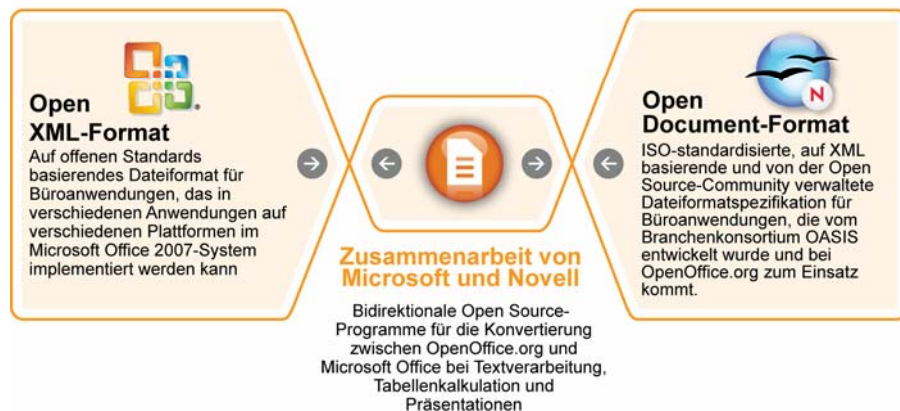 Open
XML-Format
Auf offenen Standards
basierendes Dateiformat für
Büroanwendungen, das in
verschiedenen Anwendungen auf
verschiedenen Plattformen im
Microsoft Office 2007-System
implementiert werden kann
Zusammenarbeit von
Microsoft und Novell
Bidirektionale Open Source-
Programme für die Konvertierung
zwischen OpenOffice.org und
Microsoft Office bei Textverarbeitung,
Tabellenkalkulation und
Präsentationen
N
Open
Document-Format
ISO-standardisierte, auf XML
basierende und von der Open
Source-Community verwaltete
Dateiformatspezifikation für
Büroanwendungen, die vom
Branchenkonsortium OASIS
entwickelt wurde und bei
OpenOffice.org zum Einsatz
kommt.